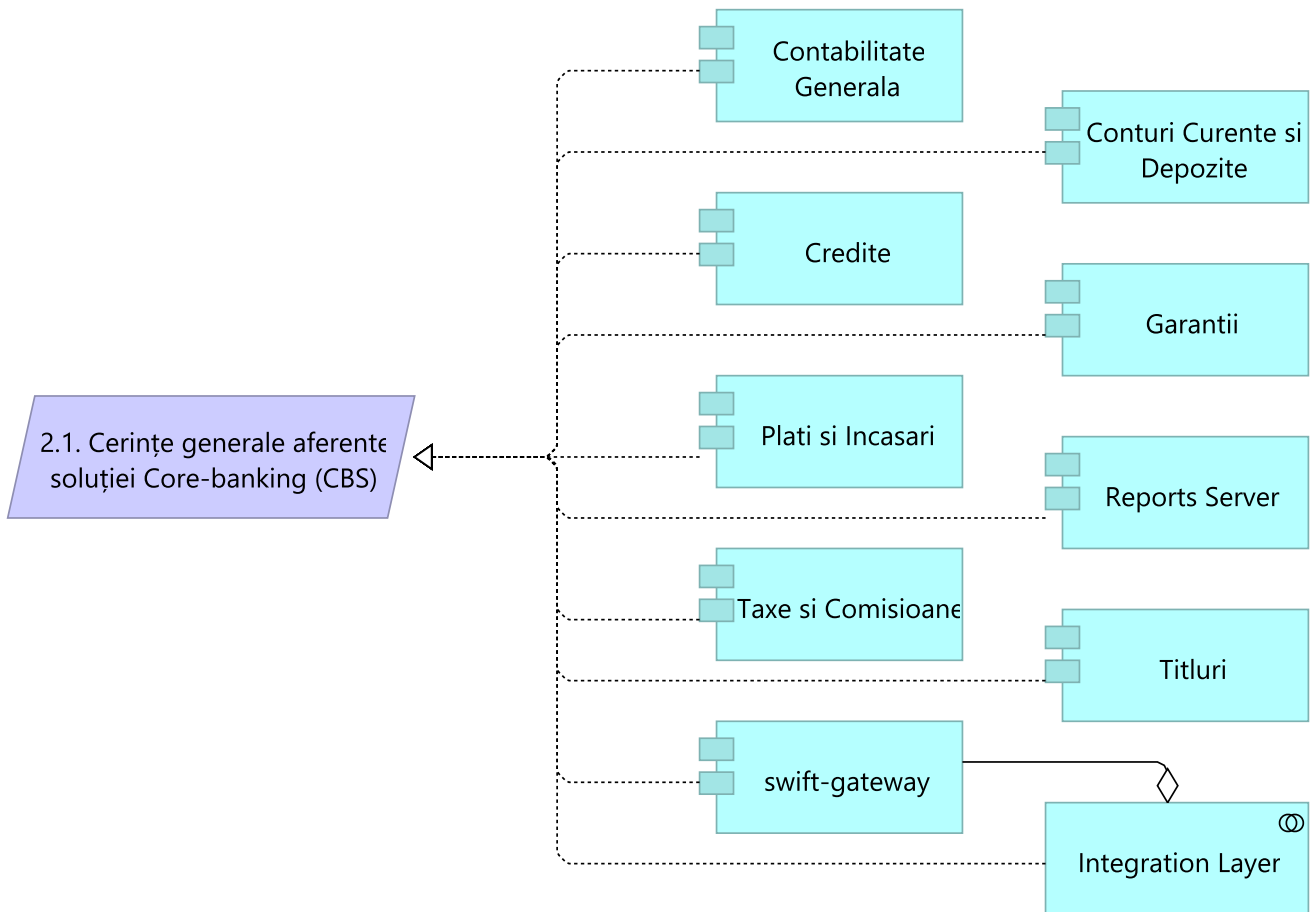 Contabilitate
Generala
Conturi Curente si
Depozite
Credite
Garantii
2.1. Cerințe generale aferente
soluției Core-banking (CBS)
Plati si Incasari
Reports Server
Taxe si Comisioane
Titluri
swift-gateway
Integration Layer